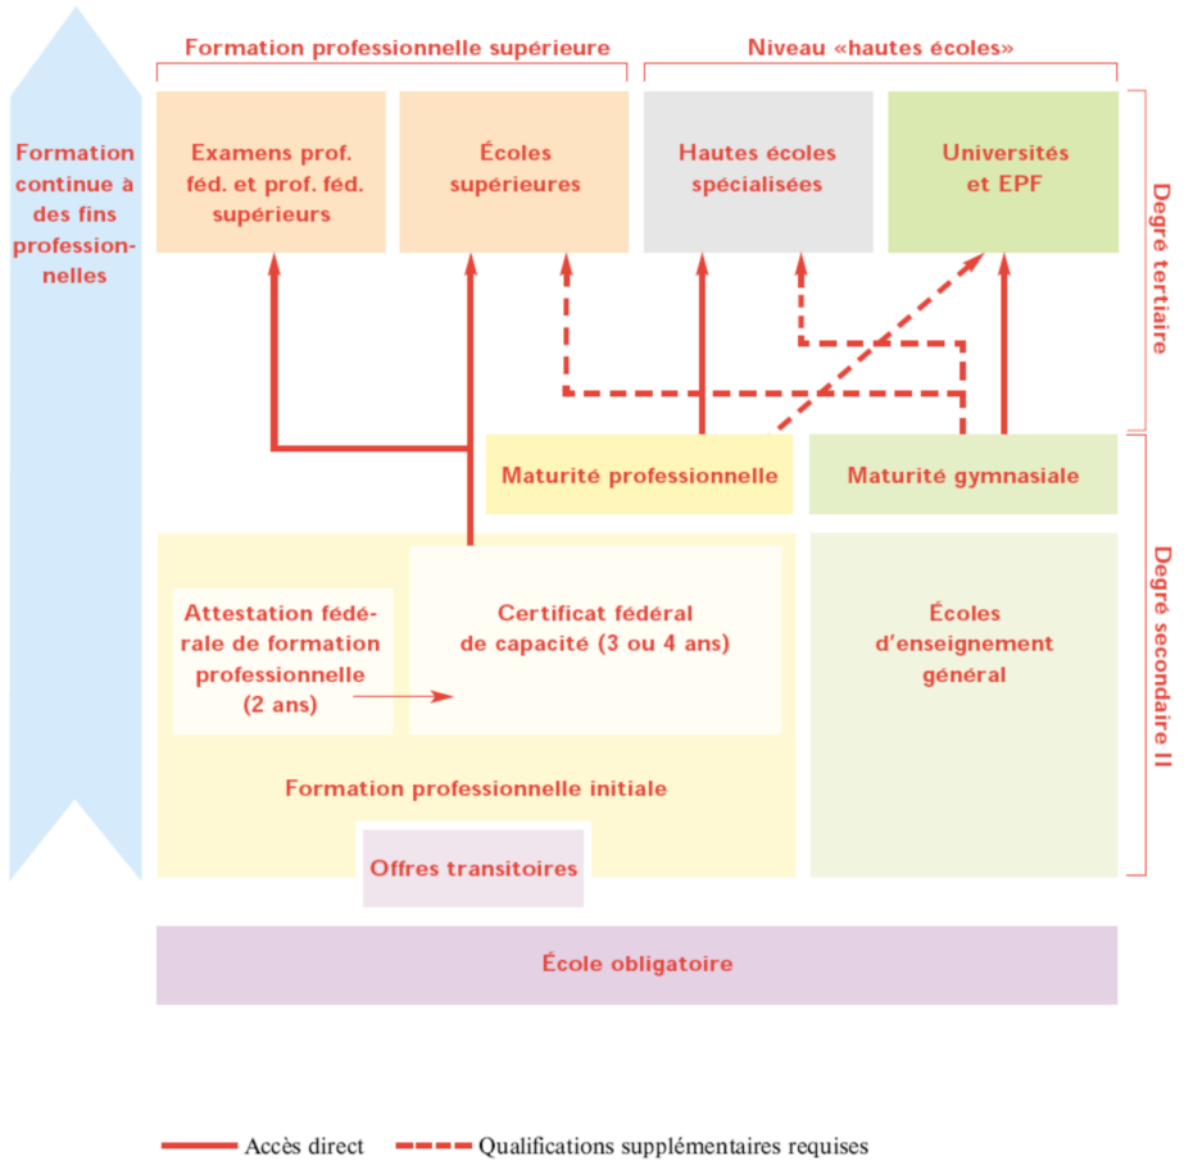 Formation professionnelle supérieure
Niveau «hautes écoles»
Formation
continue à
des fins
profession-
nelles
Examens prof.
féd. et prof. féd.
supérieurs
Écoles
supérieures
Hautes écoles
spécialisées
Universités
et EPF
Degré tertiaire
Maturité professionnelle
Maturité gymnasiale
Attestation fédé-
rale de formation
professionnelle
(2 ans)
Certificat fédéral
de capacité (3 ou 4 ans)
Écoles
d'enseignement
général
Degré secondaire II
Formation professionnelle initiale
Offres transitoires
École obligatoire
Accès direct
Qualifications supplémentaires requises